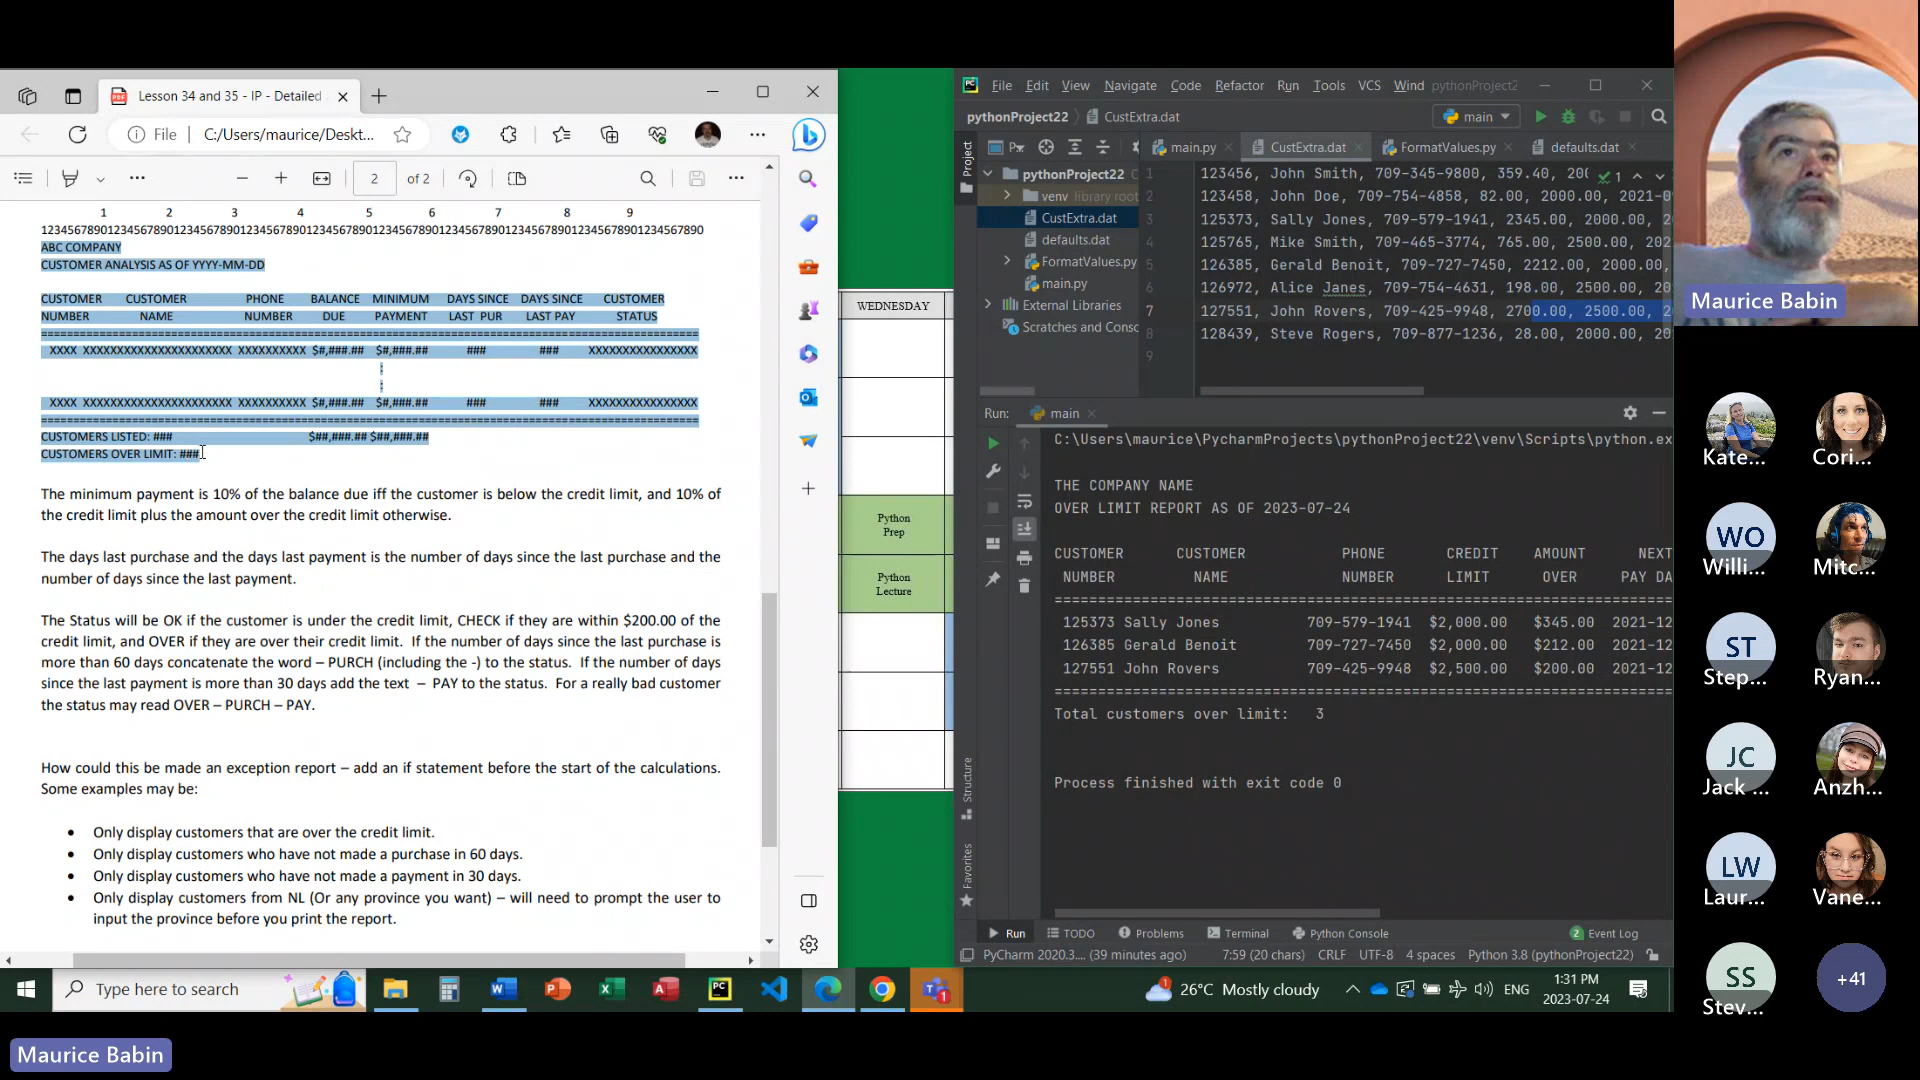 Lesson 34 and 35 - IP - Detailed
File
C:/Users/maurice/Deskt...
2
of 2
1 2 3 4 5 6 7 8 9
123456789012345678901234567890123456789012345678901234567890123456789012345678901234567890
ABC COMPANY
CUSTOMER ANALYSIS AS OF YYYY-MM-DD
CUSTOMER CUSTOMER PHONE BALANCE MINIMUM DAYS SINCE DAYS SINCE CUSTOMER
NUMBER NAME NUMBER DUE PAYMENT LAST PUR LAST PAY STATUS
XXXX XXXXXXXXXXXXXXXXXXXXXXX XXXXXXXXXX $#,###.## $#,###.## ### ### XXXXXXXXXXXXXXXX
:
:
XXXX XXXXXXXXXXXXXXXXXXXXXXX XXXXXXXXXX $#,###.## $#,###.## ### ### XXXXXXXXXXXXXXXX
CUSTOMERS LISTED: ### $##,###.## $##,###.##
CUSTOMERS OVER LIMIT: ###
The minimum payment is 10% of the balance due iff the customer is below the credit limit, and 10% of
the credit limit plus the amount over the credit limit otherwise.
The days last purchase and the days last payment is the number of days since the last purchase and the
number of days since the last payment.
The Status will be OK if the customer is under the credit limit, CHECK if they are within $200.00 of the
credit limit, and OVER if they are over their credit limit. If the number of days since the last purchase is
more than 60 days concatenate the word – PURCH (including the -) to the status. If the number of days
since the last payment is more than 30 days add the text – PAY to the status. For a really bad customer
the status may read OVER – PURCH – PAY.
How could this be made an exception report – add an if statement before the start of the calculations.
Some examples may be:
• Only display customers that are over the credit limit.
• Only display customers who have not made a purchase in 60 days.
• Only display customers who have not made a payment in 30 days.
• Only display customers from NL (Or any province you want) – will need to prompt the user to
input the province before you print the report.
WEDNESDAY
Python
Prep
Python
Lecture
File Edit View Navigate Code Refactor Run Tools VCS Wind pythonProject2
pythonProject22 CustExtra.dat main
Project
P
main.py CustExtra.dat FormatValues.py defaults.dat
pythonProject22
venv library root
CustExtra.dat
defaults.dat
FormatValues.py
main.py
External Libraries
Scratches and Consc
1 123456, John Smith, 709-345-9800, 359.40, 200
1
2 123458, John Doe, 709-754-4858, 82.00, 2000.00, 2021-0
3 125373, Sally Jones, 709-579-1941, 2345.00, 2000.00, 2
4 125765, Mike Smith, 709-465-3774, 765.00, 2500.00, 202
5 126385, Gerald Benoit, 709-727-7450, 2212.00, 2000.00,
6 126972, Alice Janes, 709-754-4631, 198.00, 2500.00, 20
7 127551, John Rovers, 709-425-9948, 2700.00, 2500.00, 2
8 128439, Steve Rogers, 709-877-1236, 28.00, 2000.00, 20
9
Run: main
C:\Users\maurice\PycharmProjects\pythonProject22\venv\Scripts\python.ex
THE COMPANY NAME
OVER LIMIT REPORT AS OF 2023-07-24
CUSTOMER CUSTOMER PHONE CREDIT AMOUNT NEXT
NUMBER NAME NUMBER LIMIT OVER PAY DA
125373 Sally Jones 709-579-1941 $2,000.00 $345.00 2021-12
126385 Gerald Benoit 709-727-7450 $2,000.00 $212.00 2021-12
127551 John Rovers 709-425-9948 $2,500.00 $200.00 2021-12
Total customers over limit: 3
Process finished with exit code 0
Structure
Favorites
Run TODO Problems Terminal Python Console 2 Event Log
PyCharm 2020.3.... (39 minutes ago) 7:59 (20 chars) CRLF UTF-8 4 spaces Python 3.8 (pythonProject22)
Type here to search
1
26°C Mostly cloudy
ENG
1:31 PM
2023-07-24
Maurice Babin
Kate...
Cori...
WO
Willi...
Mitc...
ST
Step...
Ryan...
JC
Jack ...
Anzh...
LW
Laur...
Vane...
SS
Stev...
+41
Maurice Babin